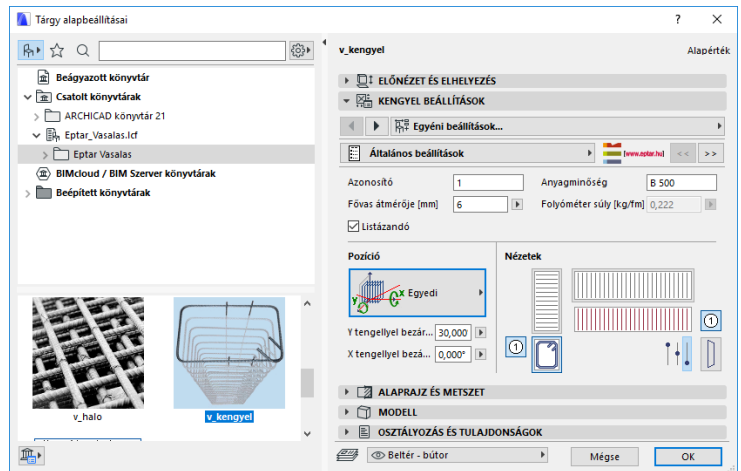 Tárgy alapbeállításai
? ×
v_kengyel
Alapérték
Beágyazott könyvtár
Csatolt könyvtárak
ARCHICAD könyvtár 21
Eptar_Vasalas.lcf
Eptar Vasalas
BIMcloud / BIM Szerver könyvtárak
Beépített könyvtárak
v_halo
v_kengyel
ELŐNÉZET ÉS ELHELYEZÉS
KENGYEL BEÁLLÍTÁSOK
Egyéni beállítások...
Általános beállítások
[www.eptar.hu]
<< >>
Azonosító 1 Anyagminőség B 500
Fővas átmérője [mm] 6 Folyóméter súly [kg/fm] 0,222
Listázandó
Pozíció
Nézetek
y x Egyedi
Y tengellyel bezár... 30,000
X tengellyel bezá... 0,000°
1
1
ALAPRAJZ ÉS METSZET
MODELL
OSZTÁLYOZÁS ÉS TULAJDONSÁGOK
Beltér - bútor
Mégse
OK